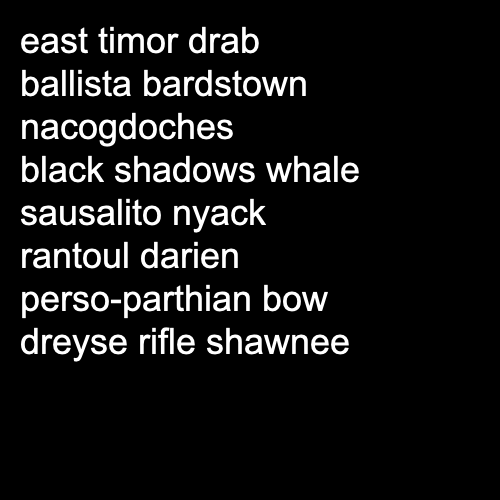 east timor drab
ballista bardstown
nacogdoches
black shadows whale
sausalito nyack
rantoul darien
perso-parthian bow
dreyse rifle shawnee